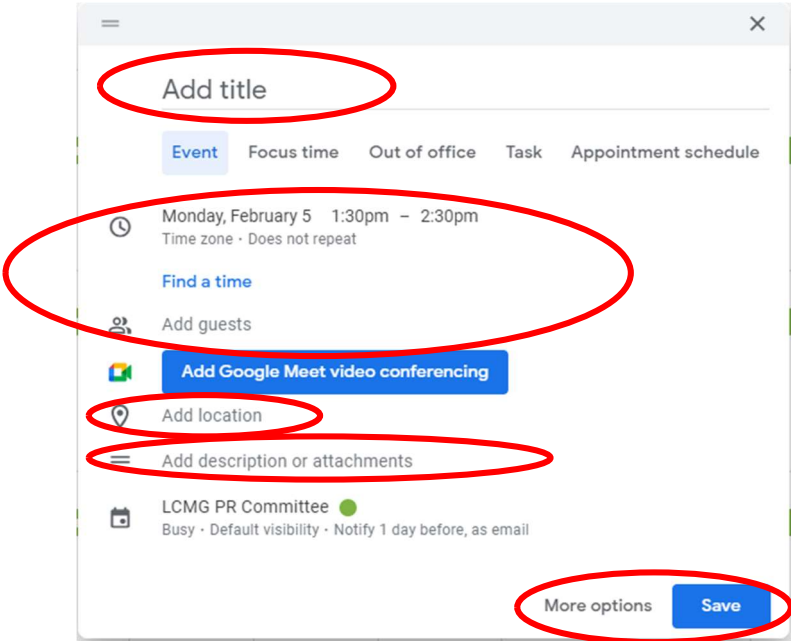 Add title
Event Focus time Out of office Task Appointment schedule
Monday, February 5 1:30pm – 2:30pm
Time zone · Does not repeat
Find a time
Add guests
Add Google Meet video conferencing
Add location
Add description or attachments
LCMG PR Committee
Busy · Default visibility · Notify 1 day before, as email
More options Save